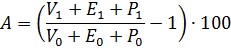 A = ( (V₁ + E₁ + P₁) / (V₀ + E₀ + P₀) − 1 ) · 100